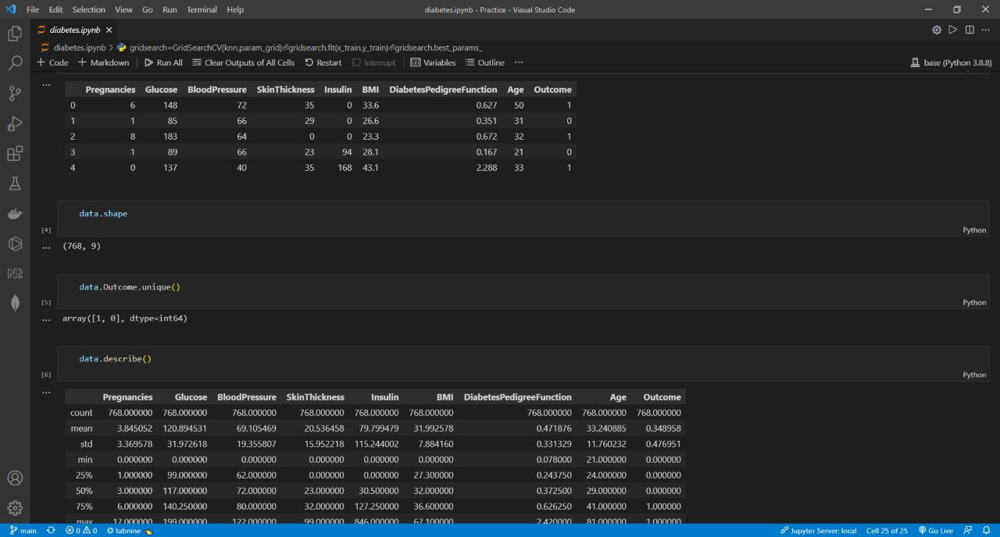 File Edit Selection View Go Run Terminal Help diabetes.ipynb - Practice - Visual Studio Code
diabetes.ipynb
diabetes.ipynb > gridsearch=GridSearchCV(knn,param_grid)⏎gridsearch.fit(x_train,y_train)⏎gridsearch.best_params_
+ Code + Markdown Run All Clear Outputs of All Cells Restart Interrupt Variables Outline ... base (Python 3.8.8)
... Pregnancies Glucose BloodPressure SkinThickness Insulin BMI DiabetesPedigreeFunction Age Outcome
0 6 148 72 35 0 33.6 0.627 50 1
1 1 85 66 29 0 26.6 0.351 31 0
2 8 183 64 0 0 23.3 0.672 32 1
3 1 89 66 23 94 28.1 0.167 21 0
4 0 137 40 35 168 43.1 2.288 33 1
data.shape
[4] Python
... (768, 9)
data.Outcome.unique()
[5] Python
... array([1, 0], dtype=int64)
data.describe()
[6] Python
... Pregnancies Glucose BloodPressure SkinThickness Insulin BMI DiabetesPedigreeFunction Age Outcome
count 768.000000 768.000000 768.000000 768.000000 768.000000 768.000000 768.000000 768.000000 768.000000
mean 3.845052 120.894531 69.105469 20.536458 79.799479 31.992578 0.471876 33.240885 0.348958
std 3.369578 31.972618 19.355807 15.952218 115.244002 7.884160 0.331329 11.760232 0.476951
min 0.000000 0.000000 0.000000 0.000000 0.000000 0.000000 0.078000 21.000000 0.000000
25% 1.000000 99.000000 62.000000 0.000000 0.000000 27.300000 0.243750 24.000000 0.000000
50% 3.000000 117.000000 72.000000 23.000000 30.500000 32.000000 0.372500 29.000000 0.000000
75% 6.000000 140.250000 80.000000 32.000000 127.250000 36.600000 0.626250 41.000000 1.000000
max 17.000000 199.000000 122.000000 99.000000 846.000000 67.100000 2.420000 81.000000 1.000000
main 0 0 tabnine Jupyter Server: local Cell 25 of 25 Go Live